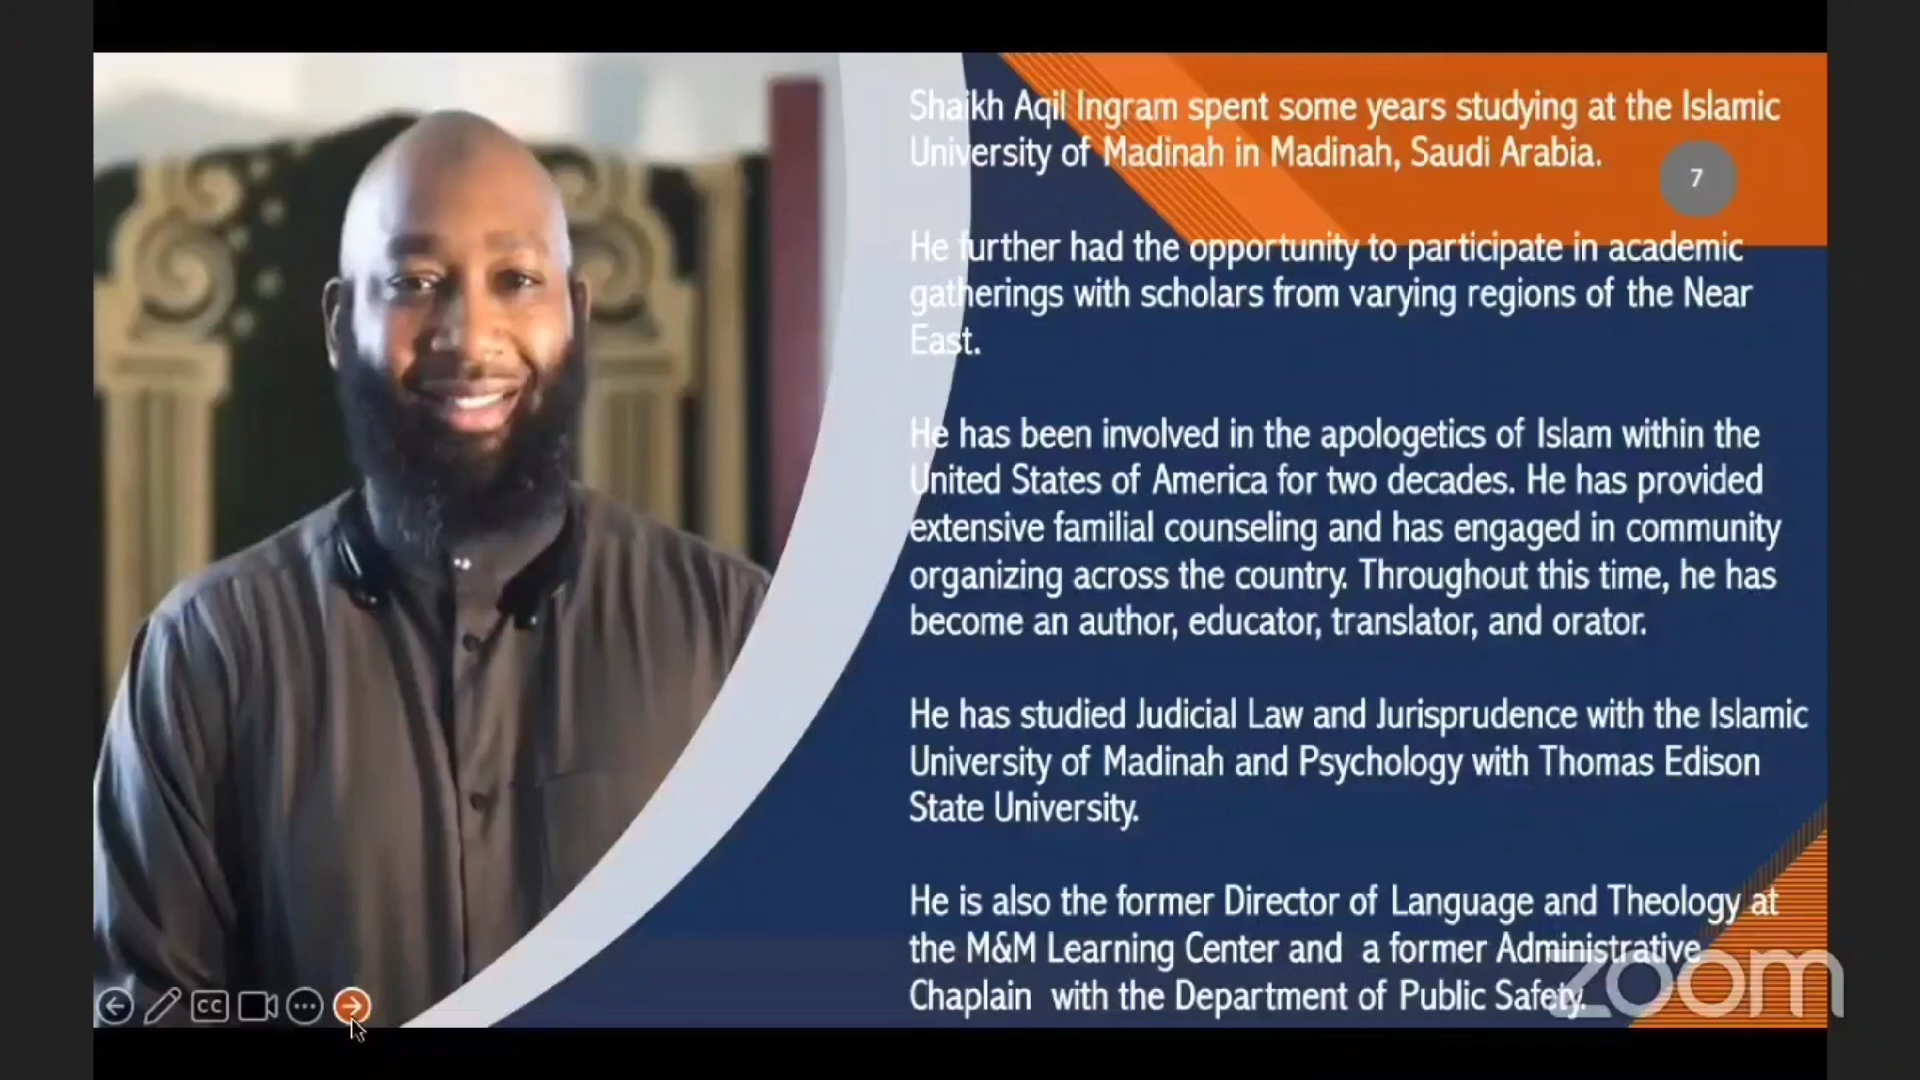 Shaikh Aqil Ingram spent some years studying at the Islamic
University of Madinah in Madinah, Saudi Arabia.
7
He further had the opportunity to participate in academic
gatherings with scholars from varying regions of the Near
East.
He has been involved in the apologetics of Islam within the
United States of America for two decades. He has provided
extensive familial counseling and has engaged in community
organizing across the country. Throughout this time, he has
become an author, educator, translator, and orator.
He has studied Judicial Law and Jurisprudence with the Islamic
University of Madinah and Psychology with Thomas Edison
State University.
He is also the former Director of Language and Theology at
the M&M Learning Center and a former Administrative
Chaplain with the Department of Public Safety.
CC
zoom